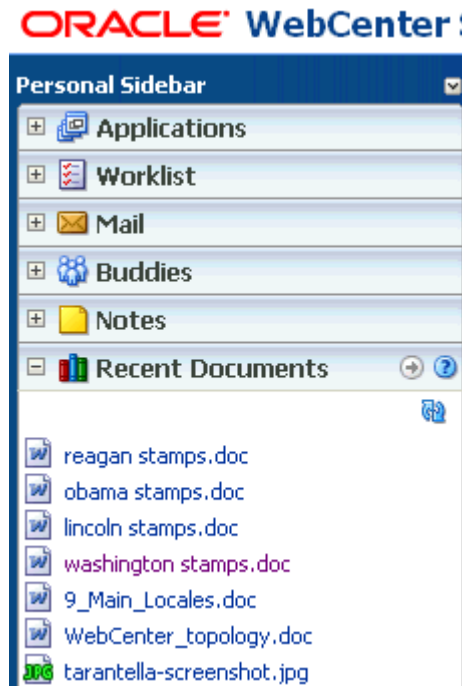 ORACLE WebCenter
Personal Sidebar
Applications
Worklist
Mail
Buddies
Notes
Recent Documents
reagan stamps.doc
obama stamps.doc
lincoln stamps.doc
washington stamps.doc
9_Main_Locales.doc
WebCenter_topology.doc
JPG tarantella-screenshot.jpg